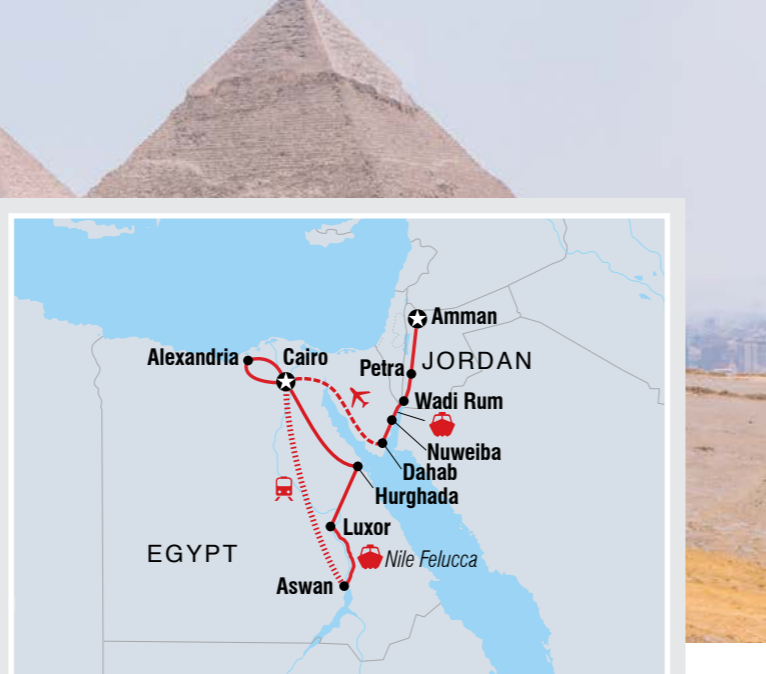 Amman
Alexandria
Cairo
Petra
JORDAN
Wadi Rum
Nuweiba
Dahab
Hurghada
Luxor
EGYPT
Nile Felucca
Aswan